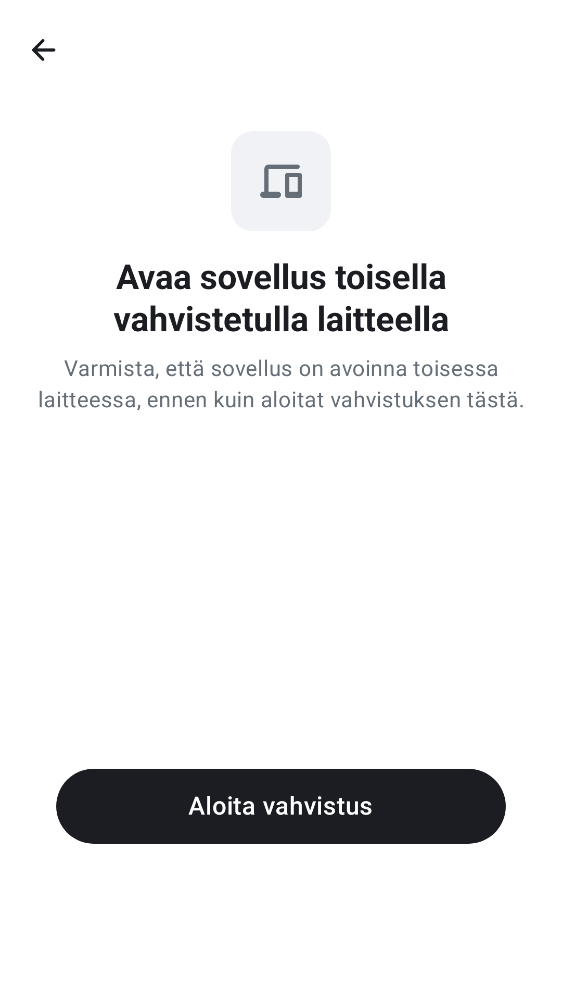 Avaa sovellus toisella
vahvistetulla laitteella
Varmista, että sovellus on avoinna toisessa
laitteessa, ennen kuin aloitat vahvistuksen tästä.
Aloita vahvistus